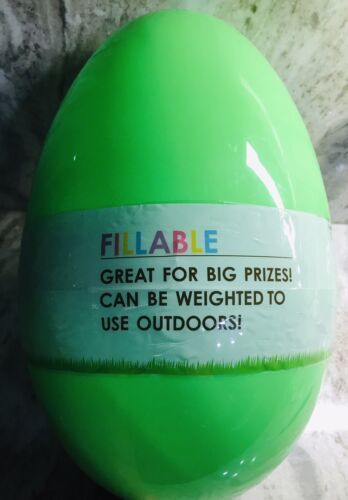 FILLABLE
GREAT FOR BIG PRIZES!
CAN BE WEIGHTED TO
USE OUTDOORS!